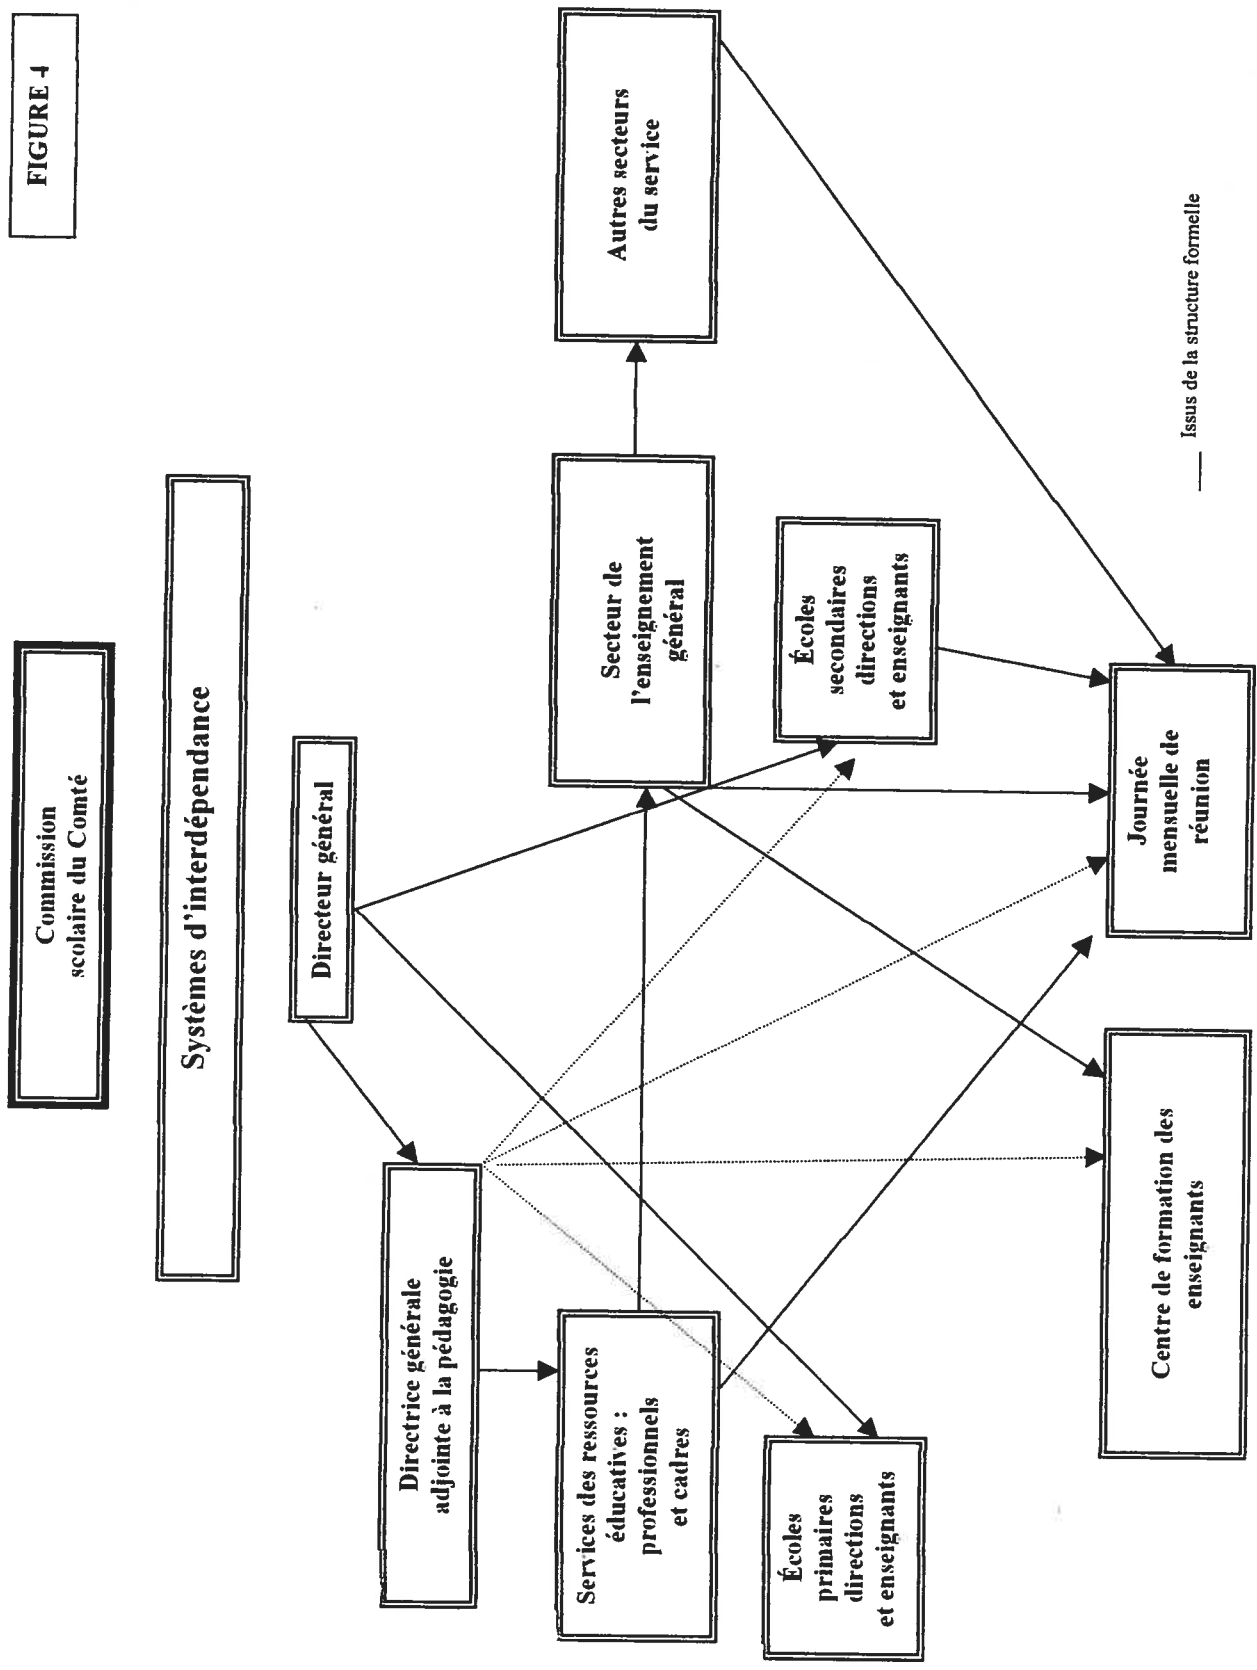 FIGURE 4
Commission
scolaire du Comté
Systèmes d'interdépendance
Directeur général
Directrice générale
adjointe à la pédagogie
Services des ressources
éducatives :
professionnels
et cadres
Secteur de
l'enseignement
général
Autres secteurs
du service
Écoles
primaires
directions
et enseignants
Écoles
secondaires
directions
et enseignants
Centre de formation des
enseignants
Journée
mensuelle de
réunion
Issus de la structure formelle